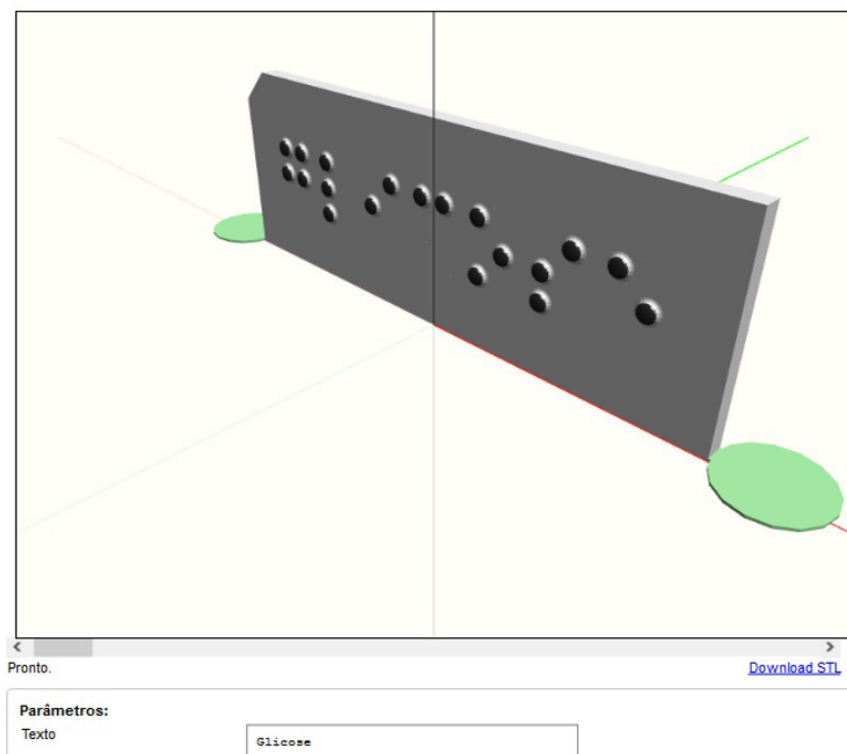 ⠛⠇⠊⠉⠕⠎⠑
Pronto.
Download STL
Parâmetros:
Texto
Glicose